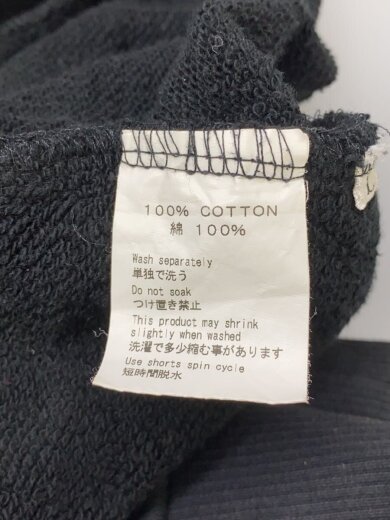 100% COTTON
綿 100%
Wash separately
単独で洗う
Do not soak
つけ置き禁止
This product may shrink
slightly when washed
洗濯で多少縮む事があります
Use shorts spin cycle
短時間脱水